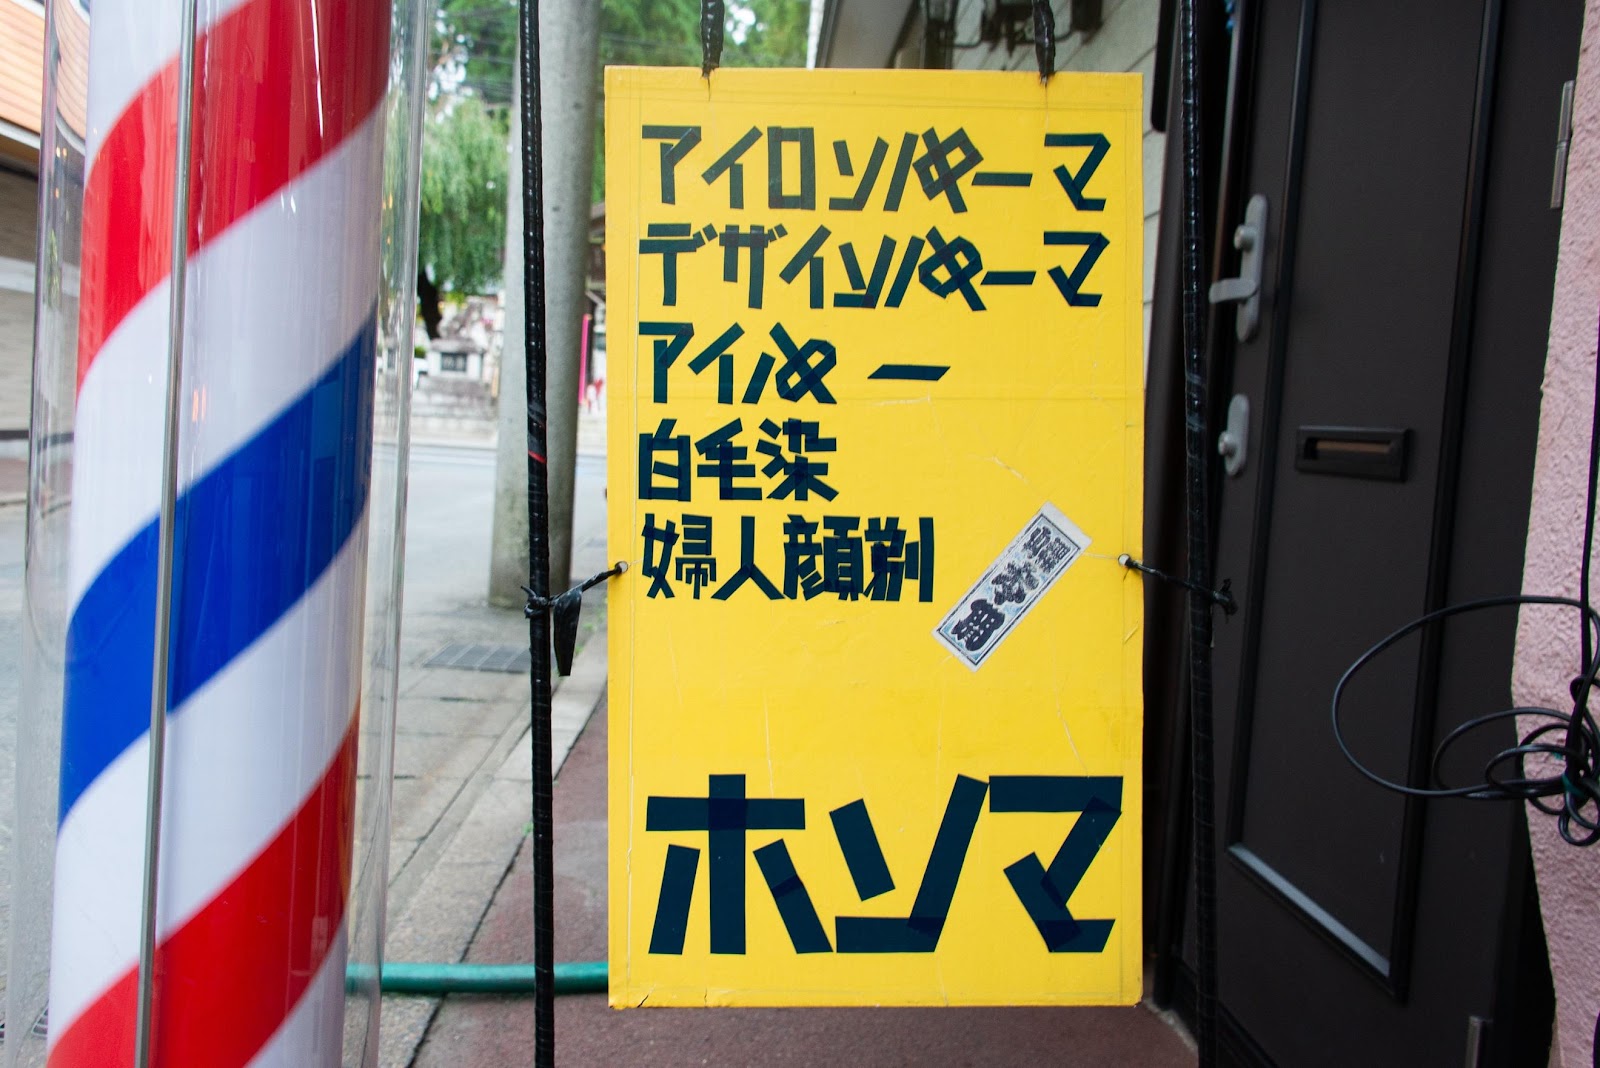 アイロンパーマ
デザインパーマ
アイパー
白毛染
婦人顔剃
ホンマ